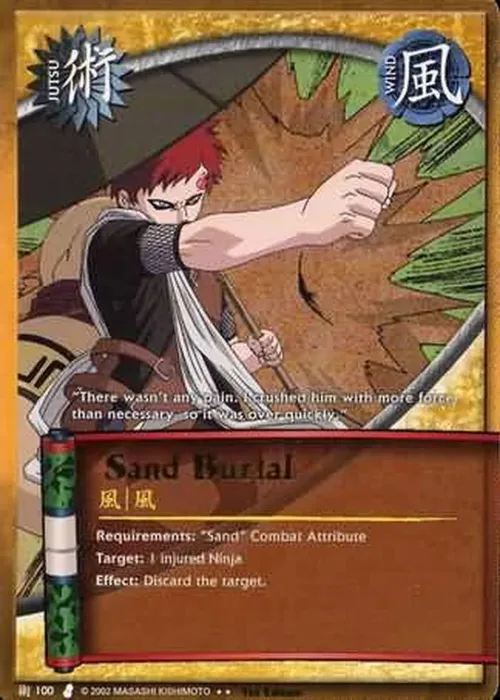 JUTSU 術
WIND 風
"There wasn't any pain. I crushed him with more force
than necessary, so it was over quickly."
Sand Burial
風|風
Requirements: "Sand" Combat Attribute
Target: 1 injured Ninja
Effect: Discard the target.
術 100 © 2002 MASASHI KISHIMOTO ★★ 1st Edition